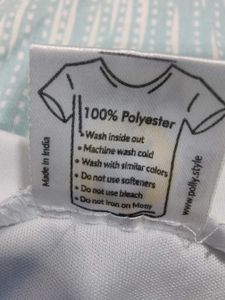 100% Polyester
• Wash inside out
• Machine wash cold
• Wash with similar colors
• Do not use softeners
• Do not use bleach
• Do not Iron on Motty
Made in India
www.polly.style